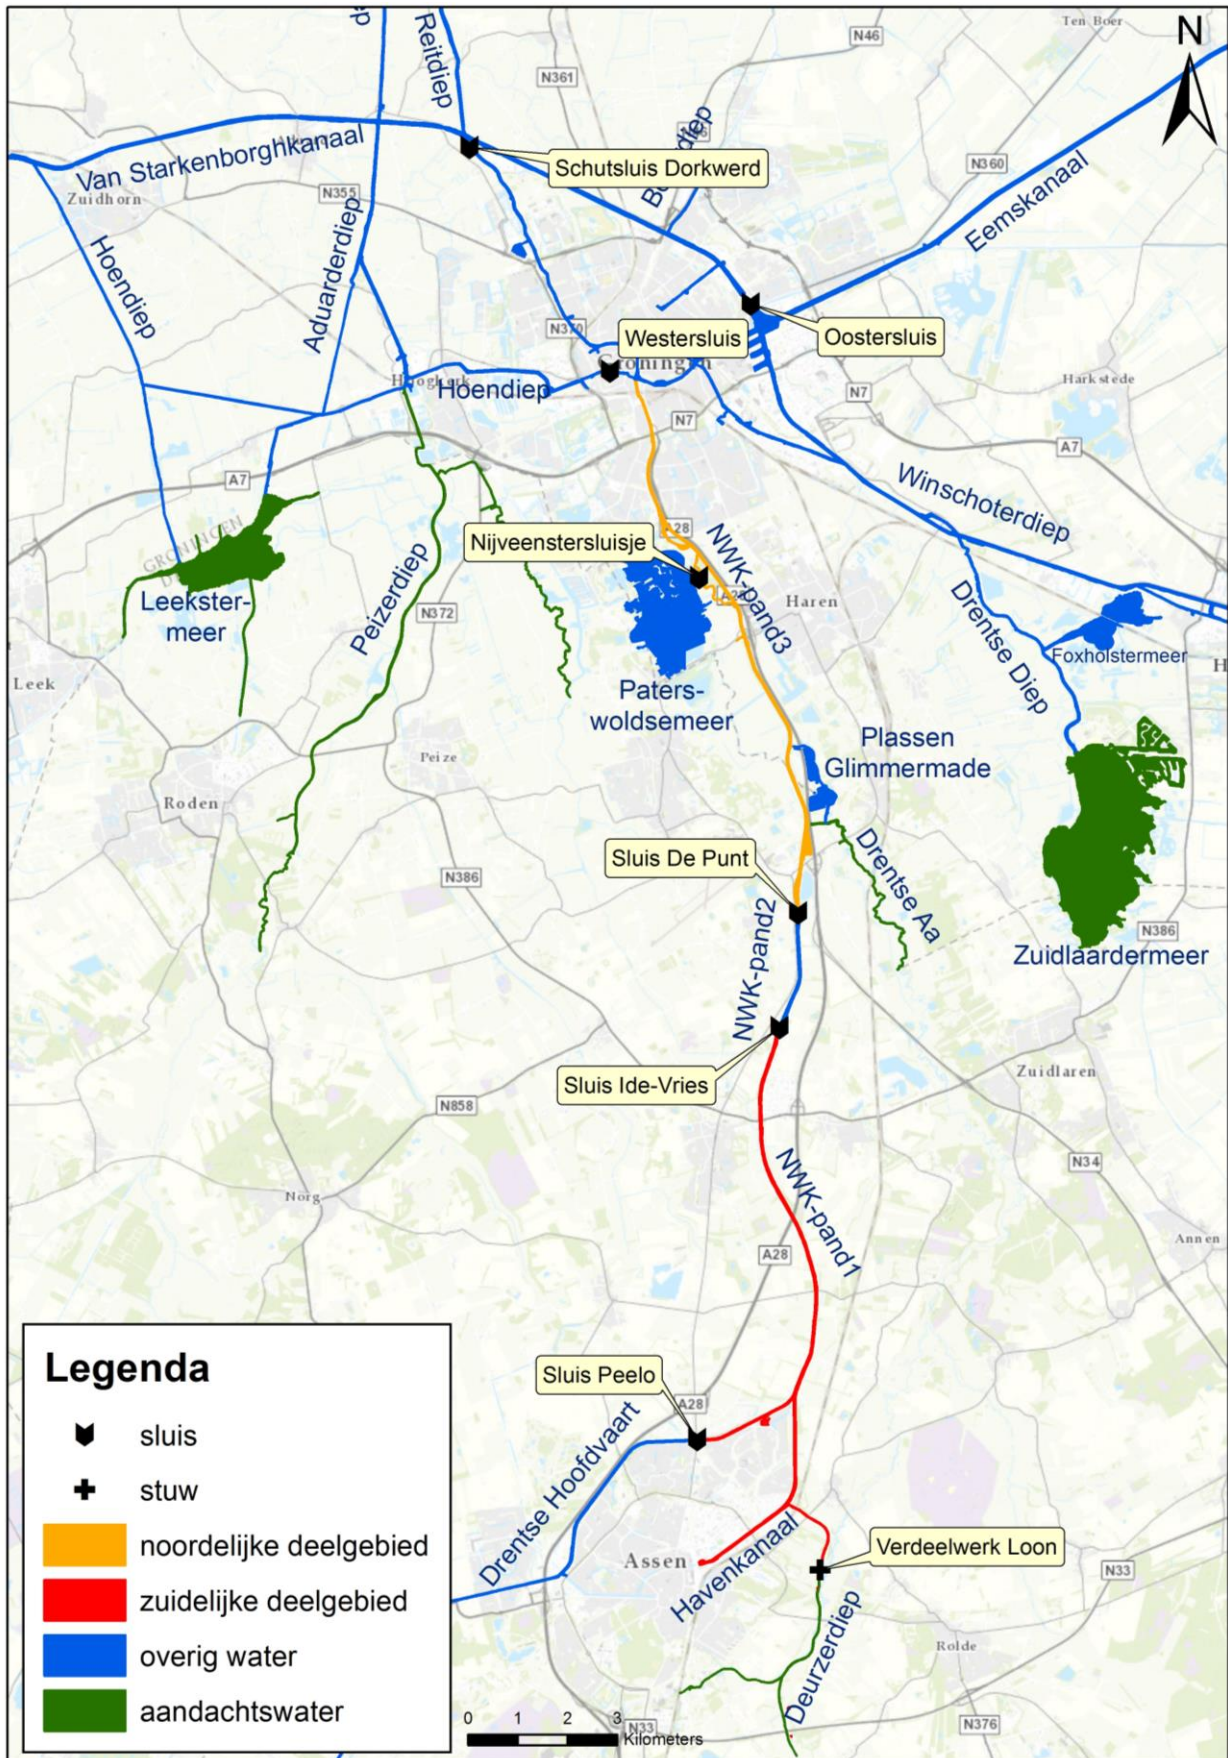 Reitdiep
N46
Ten Boer
N
N361
Van Starkenborghkanaal
Schutsluis Dorkwerd
N360
Zuidhorn
N355
Eemskanaal
Hoendiep
Aduarderdiep
N370
Westersluis
Oostersluis
Groningen
Hoogkerk
Hoendiep
Harkstede
N7
N7
A7
A7
Winschoterdiep
GRONINGEN
A28
Nijveenstersluisje
NWK-pand3
A28
Haren
Leekster-
meer
Peizerdiep
N372
Drentse Diep
Foxholstermeer
Leek
H
Paters-
woldsemeer
Plassen
Glimmermade
Peize
Roden
Sluis De Punt
Drentse Aa
N386
NWK-pand2
N386
Zuidlaardermeer
Sluis Ide-Vries
Zuidlaren
N858
N34
NWK-pand1
Norg
Annen
A28
Legenda
sluis
stuw
noordelijke deelgebied
zuidelijke deelgebied
overig water
aandachtswater
Sluis Peelo
A28
Drentse Hoofdvaart
Assen
Havenkanaal
Verdeelwerk Loon
N33
Deurzerdiep
Rolde
0 1 2 3
Kilometers
N33
N376